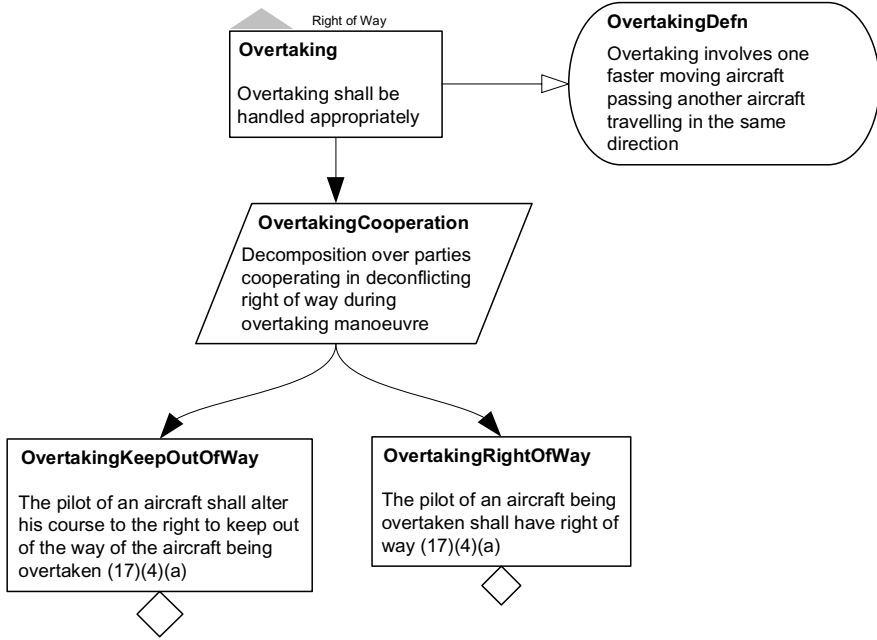 Right of Way
Overtaking
Overtaking shall be
handled appropriately
OvertakingDefn
Overtaking involves one
faster moving aircraft
passing another aircraft
travelling in the same
direction
OvertakingCooperation
Decomposition over parties
cooperating in deconflicting
right of way during
overtaking manoeuvre
OvertakingKeepOutOfWay
The pilot of an aircraft shall alter
his course to the right to keep out
of the way of the aircraft being
overtaken (17)(4)(a)
OvertakingRightOfWay
The pilot of an aircraft being
overtaken shall have right of
way (17)(4)(a)